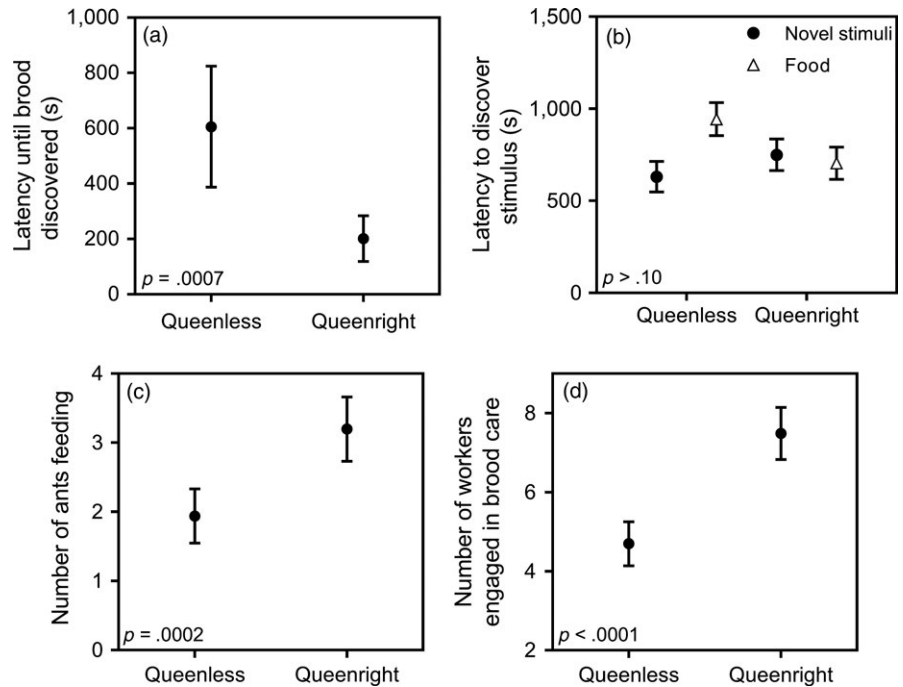 (a)
Latency until brood
discovered (s)
1,000
800
600
400
200
0
p = .0007
Queenless
Queenright
(b)
Novel stimuli
Food
Latency to discover
stimulus (s)
1,500
1,000
500
0
p > .10
Queenless
Queenright
(c)
Number of ants feeding
4
3
2
1
0
p = .0002
Queenless
Queenright
(d)
Number of workers
engaged in brood care
8
6
4
2
p < .0001
Queenless
Queenright